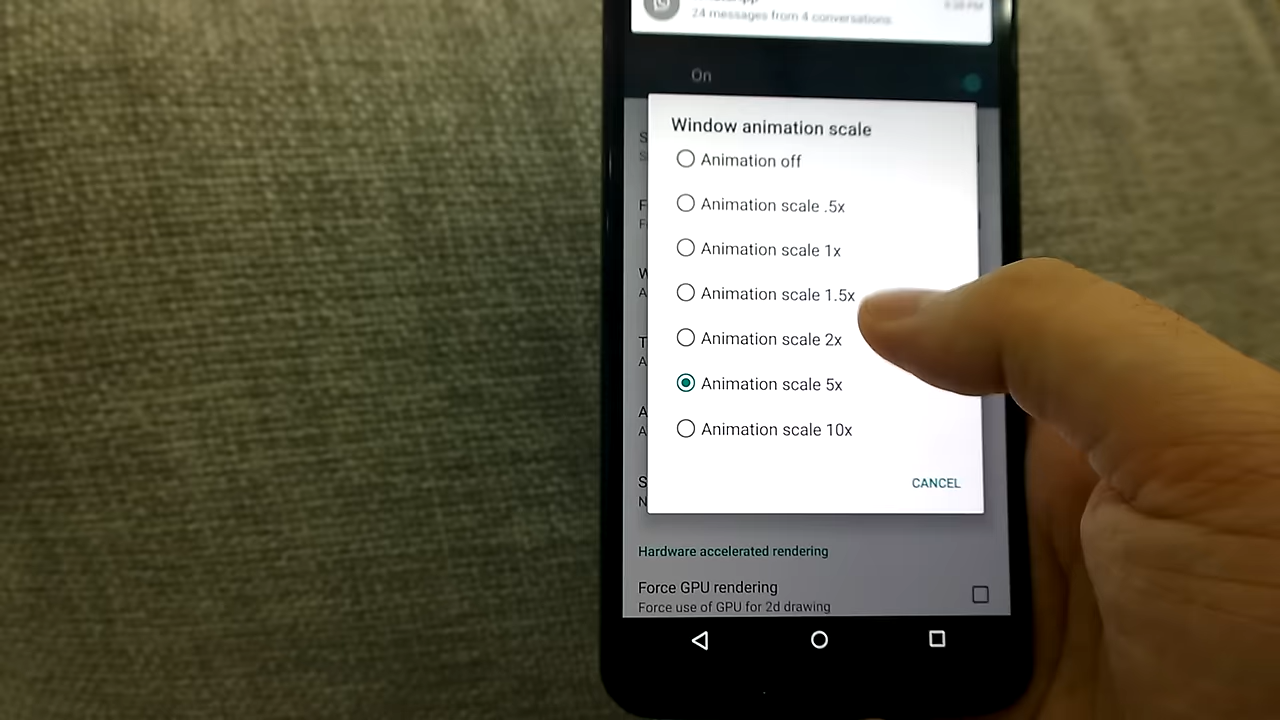 24 messages from 4 conversations
On
Window animation scale
Animation off
Animation scale .5x
Animation scale 1x
Animation scale 1.5x
Animation scale 2x
Animation scale 5x
Animation scale 10x
CANCEL
Hardware accelerated rendering
Force GPU rendering
Force use of GPU for 2d drawing